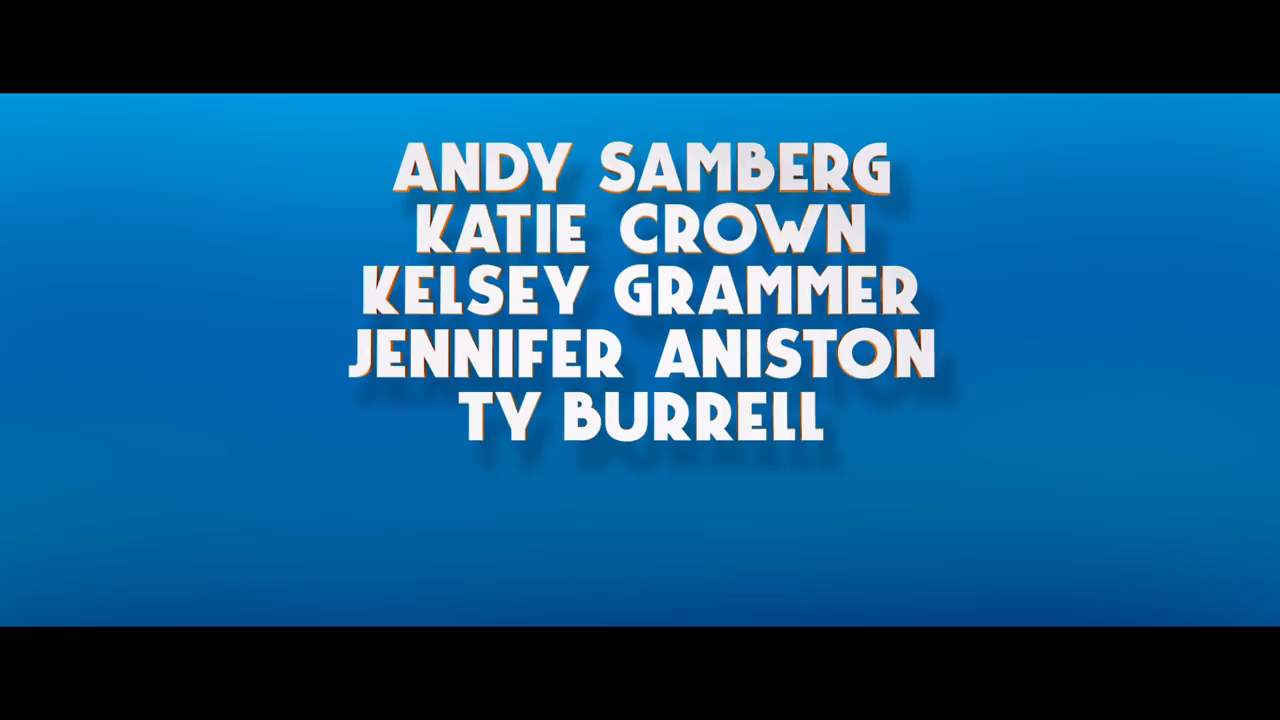 ANDY SAMBERG
KATIE CROWN
KELSEY GRAMMER
JENNIFER ANISTON
TY BURRELL